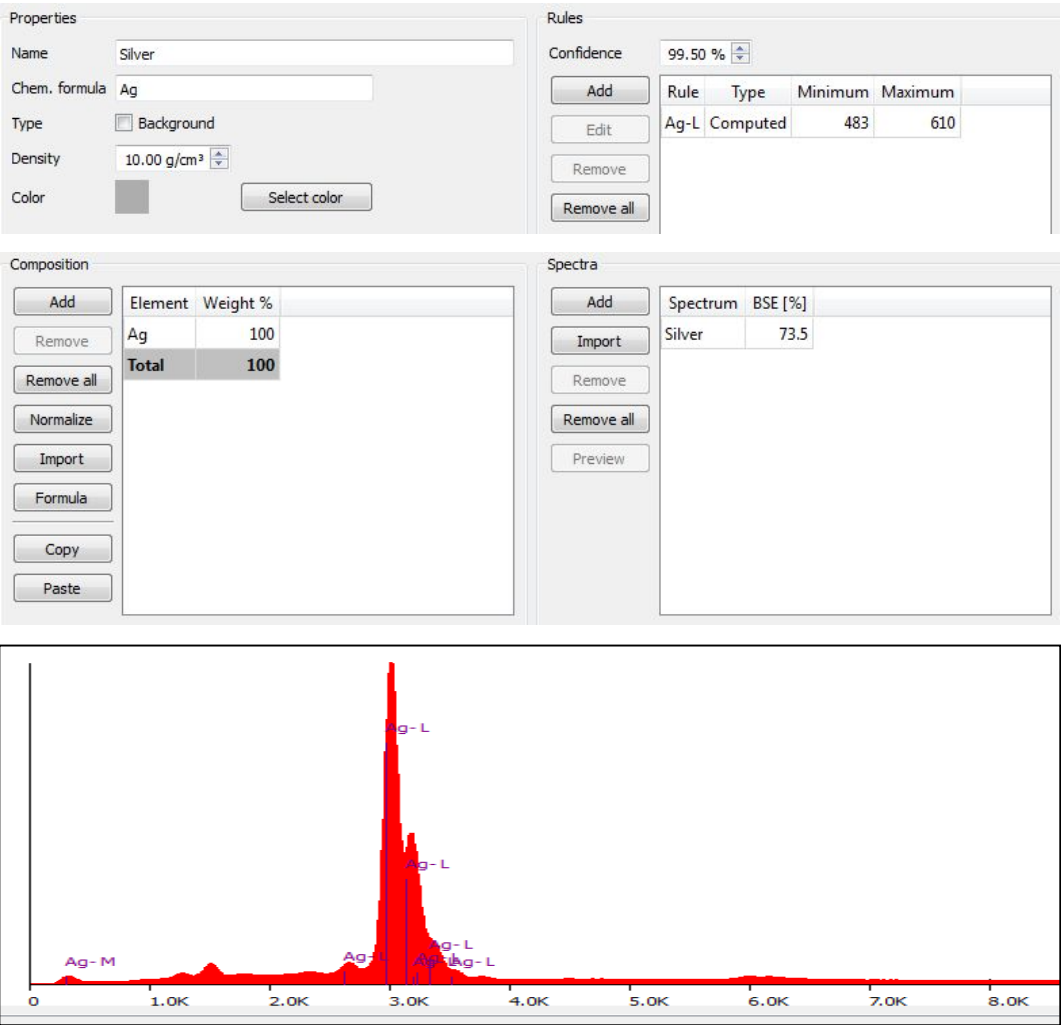 Properties
Name Silver
Chem. formula Ag
Type Background
Density 10.00 g/cm³
Color Select color
Rules
Confidence 99.50 %
Add
Edit
Remove
Remove all
Rule Type Minimum Maximum
Ag-L Computed 483 610
Composition
Add
Remove
Remove all
Normalize
Import
Formula
Copy
Paste
Element Weight %
Ag 100
Total 100
Spectra
Add
Import
Remove
Remove all
Preview
Spectrum BSE [%]
Silver 73.5
Ag-L
Ag-L
Ag-L
Ag-M
Ag-L
Ag-L
0 1.0K 2.0K 3.0K 4.0K 5.0K 6.0K 7.0K 8.0K